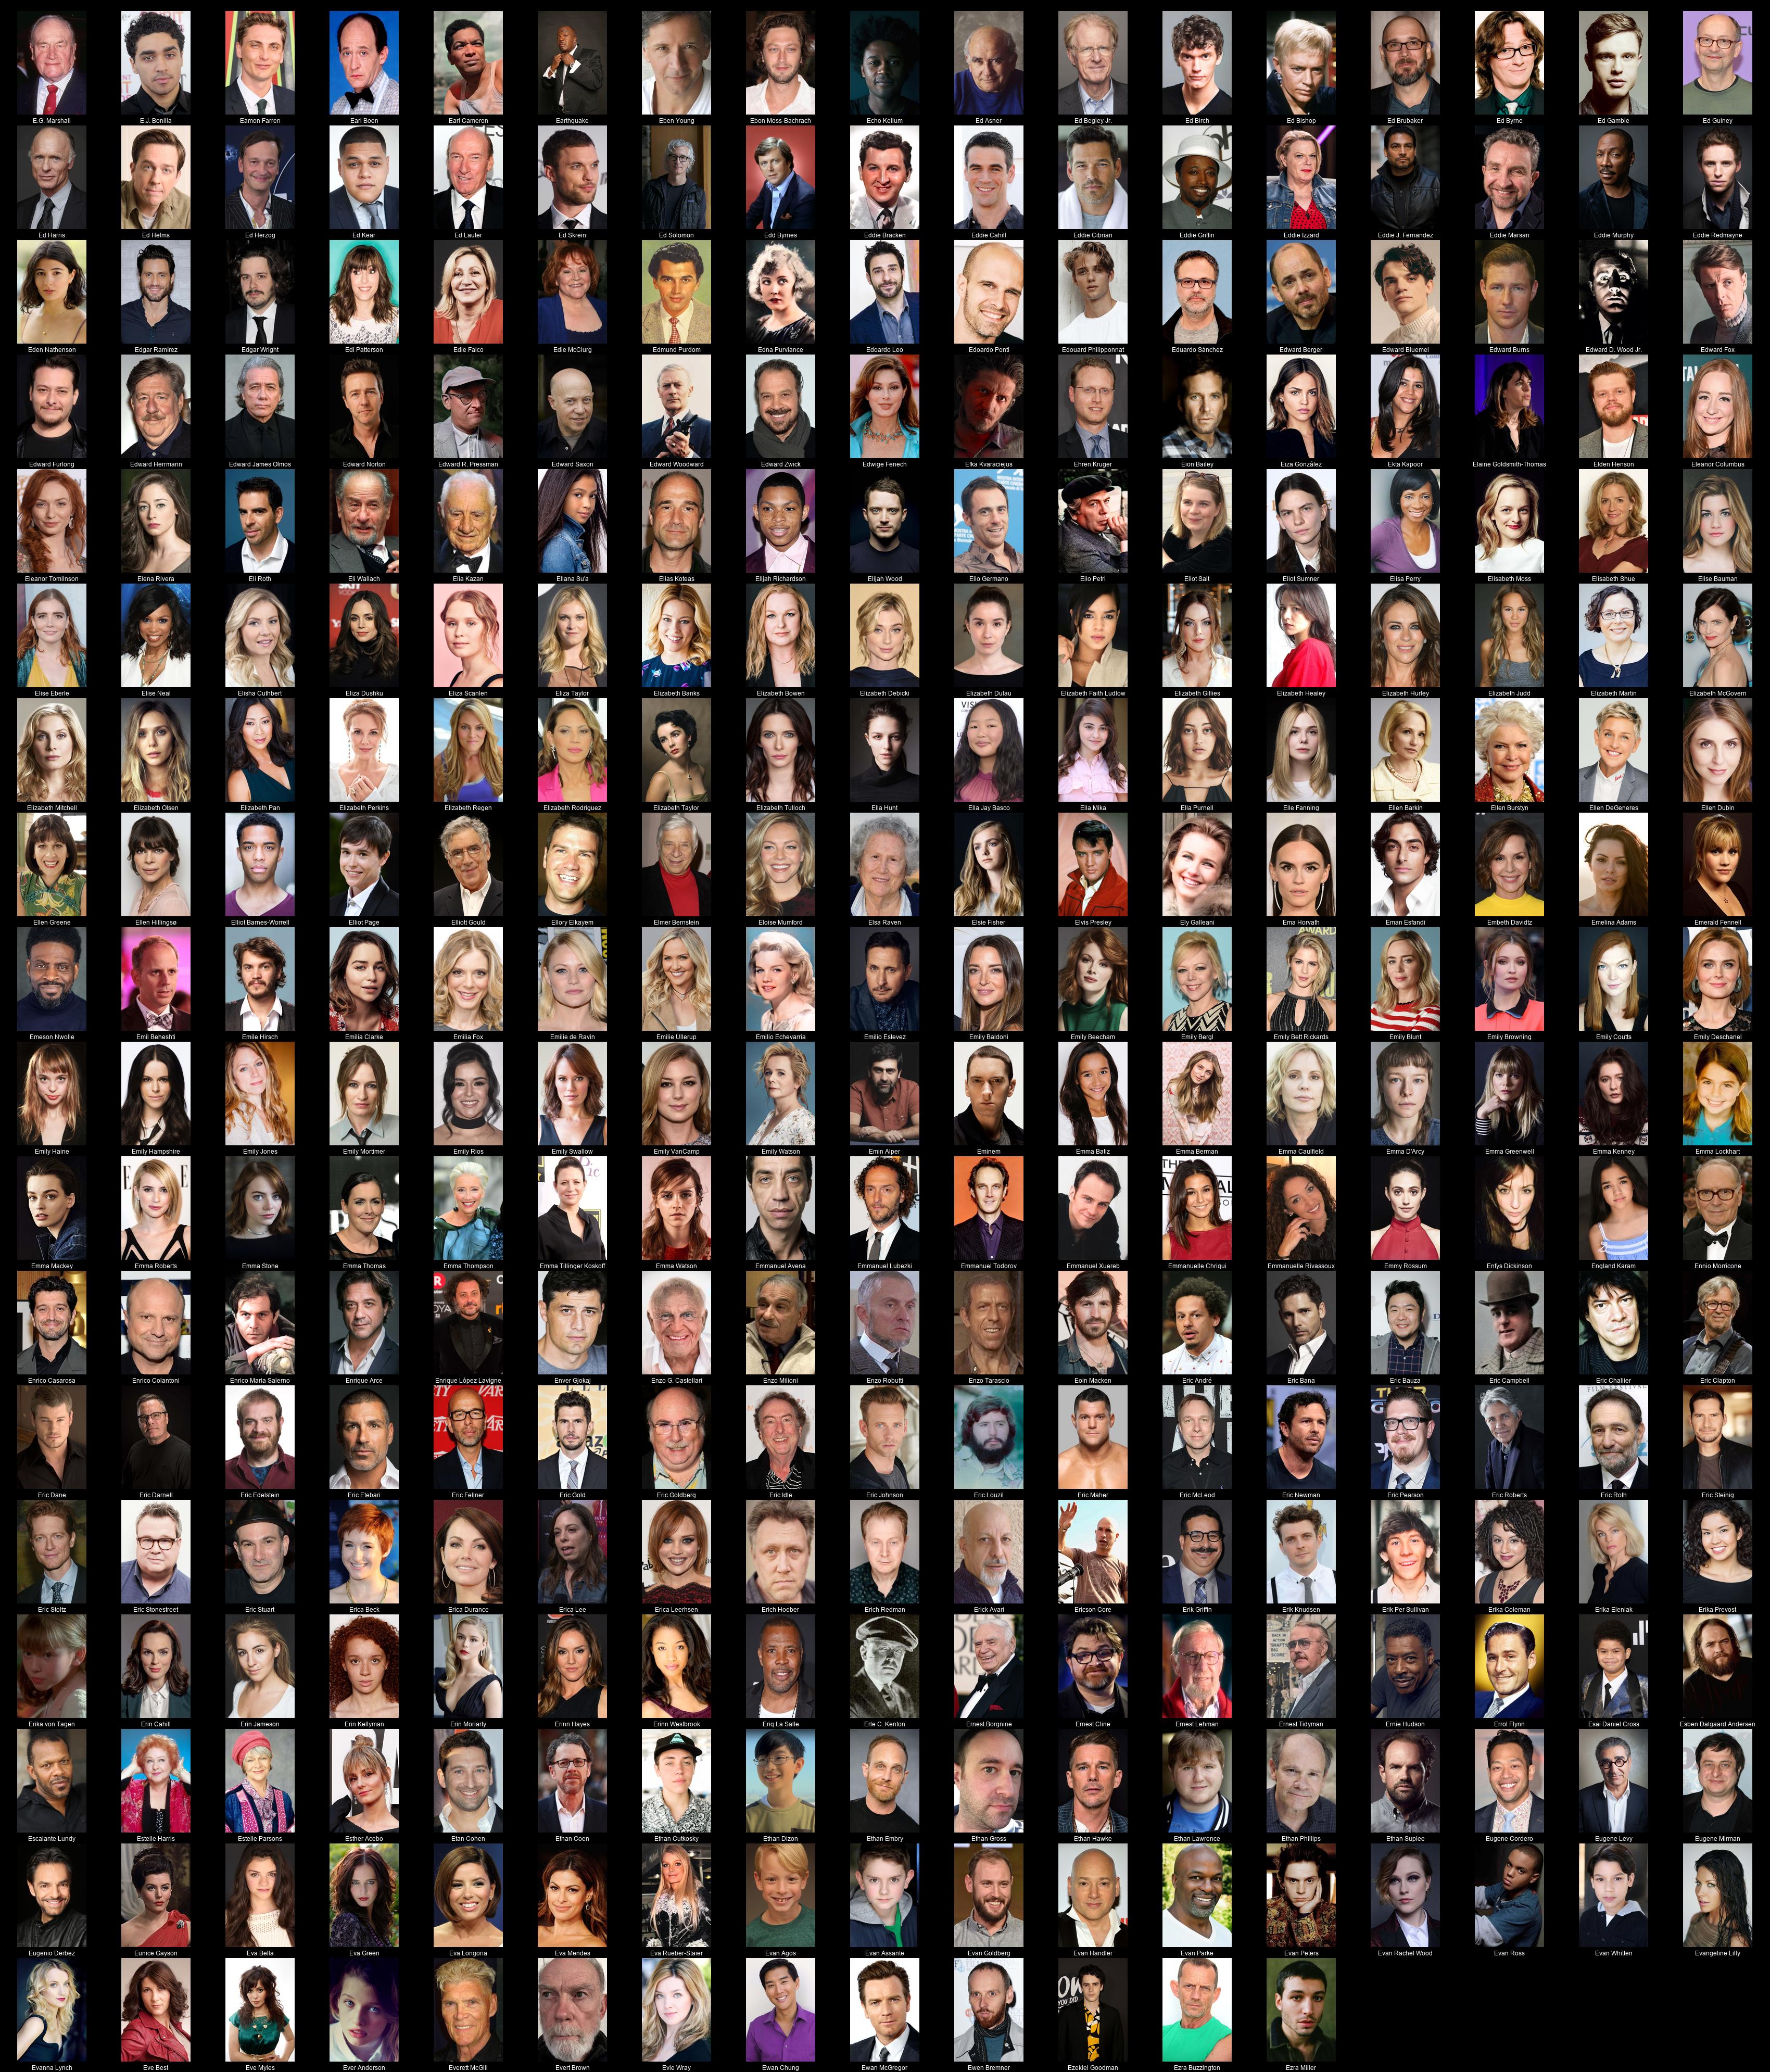 E.G. Marshall
E.J. Bonilla
Eamon Farren
Earl Boen
Earl Cameron
Earthquake
Eben Young
Ebon Moss-Bachrach
Echo Kellum
Ed Asner
Ed Begley Jr.
Ed Birch
Ed Bishop
Ed Brubaker
Ed Byrne
Ed Gamble
Ed Guiney
Ed Harris
Ed Helms
Ed Herzog
Ed Kear
Ed Lauter
Ed Skrein
Ed Solomon
Edd Byrnes
Eddie Bracken
Eddie Cahill
Eddie Cibrian
Eddie Griffin
Eddie Izzard
Eddie J. Fernandez
Eddie Marsan
Eddie Murphy
Eddie Redmayne
Eden Nathenson
Edgar Ramírez
Edgar Wright
Edi Patterson
Edie Falco
Edie McClurg
Edmund Purdom
Edna Purviance
Edoardo Leo
Edoardo Ponti
Edouard Philipponnat
Eduardo Sánchez
Edward Berger
Edward Bluemel
Edward Burns
Edward D. Wood Jr.
Edward Fox
Edward Furlong
Edward Herrmann
Edward James Olmos
Edward Norton
Edward R. Pressman
Edward Saxon
Edward Woodward
Edward Zwick
Edwige Fenech
Efka Kvaraciejus
Ehren Kruger
Eion Bailey
Eiza González
Ekta Kapoor
Elaine Goldsmith-Thomas
Elden Henson
Eleanor Columbus
Eleanor Tomlinson
Elena Rivera
Eli Roth
Eli Wallach
Elia Kazan
Eliana Su'a
Elias Koteas
Elijah Richardson
Elijah Wood
Elio Germano
Elio Petri
Eliot Salt
Eliot Sumner
Elisa Perry
Elisabeth Moss
Elisabeth Shue
Elise Bauman
Elise Eberle
Elise Neal
Elisha Cuthbert
Eliza Dushku
Eliza Scanlen
Eliza Taylor
Elizabeth Banks
Elizabeth Bowen
Elizabeth Debicki
Elizabeth Dulau
Elizabeth Faith Ludlow
Elizabeth Gillies
Elizabeth Healey
Elizabeth Hurley
Elizabeth Judd
Elizabeth Martin
Elizabeth McGovern
Elizabeth Mitchell
Elizabeth Olsen
Elizabeth Pan
Elizabeth Perkins
Elizabeth Regen
Elizabeth Rodriguez
Elizabeth Taylor
Elizabeth Tulloch
Ella Hunt
Ella Jay Basco
Ella Mika
Ella Purnell
Elle Fanning
Ellen Barkin
Ellen Burstyn
Ellen DeGeneres
Ellen Dubin
Ellen Greene
Ellen Hillingsø
Elliot Barnes-Worrell
Elliot Page
Elliott Gould
Ellory Elkayem
Elmer Bernstein
Eloise Mumford
Elsa Raven
Elsie Fisher
Elvis Presley
Ely Galleani
Ema Horvath
Eman Esfandi
Embeth Davidtz
Emelina Adams
Emerald Fennell
Emeson Nwolie
Emil Beheshti
Emile Hirsch
Emilia Clarke
Emilia Fox
Emilie de Ravin
Emilie Ullerup
Emilio Echevarría
Emilio Estevez
Emily Baldoni
Emily Beecham
Emily Bergl
Emily Bett Rickards
Emily Blunt
Emily Browning
Emily Coutts
Emily Deschanel
Emily Haine
Emily Hampshire
Emily Jones
Emily Mortimer
Emily Rios
Emily Swallow
Emily VanCamp
Emily Watson
Emin Alper
Eminem
Emma Batiz
Emma Berman
Emma Caulfield
Emma D'Arcy
Emma Greenwell
Emma Kenney
Emma Lockhart
Emma Mackey
Emma Roberts
Emma Stone
Emma Thomas
Emma Thompson
Emma Tillinger Koskoff
Emma Watson
Emmanuel Avena
Emmanuel Lubezki
Emmanuel Todorov
Emmanuel Xuereb
Emmanuelle Chriqui
Emmanuelle Rivassoux
Emmy Rossum
Enfys Dickinson
England Karam
Ennio Morricone
Enrico Casarosa
Enrico Colantoni
Enrico Maria Salerno
Enrique Arce
Enrique López Lavigne
Enver Gjokaj
Enzo G. Castellari
Enzo Milioni
Enzo Robutti
Enzo Tarascio
Eoin Macken
Eric André
Eric Bana
Eric Bauza
Eric Campbell
Eric Challier
Eric Clapton
Eric Dane
Eric Darnell
Eric Edelstein
Eric Etebari
Eric Fellner
Eric Gold
Eric Goldberg
Eric Idle
Eric Johnson
Eric Louzil
Eric Maher
Eric McLeod
Eric Newman
Eric Pearson
Eric Roberts
Eric Roth
Eric Steinig
Eric Stoltz
Eric Stonestreet
Eric Stuart
Erica Beck
Erica Durance
Erica Lee
Erica Leerhsen
Erich Hoeber
Erich Redman
Erick Avari
Ericson Core
Erik Griffin
Erik Knudsen
Erik Per Sullivan
Erika Coleman
Erika Eleniak
Erika Prevost
Erika von Tagen
Erin Cahill
Erin Jameson
Erin Kellyman
Erin Moriarty
Erinn Hayes
Erinn Westbrook
Eriq La Salle
Erle C. Kenton
Ernest Borgnine
Ernest Cline
Ernest Lehman
Ernest Tidyman
Ernie Hudson
Errol Flynn
Esai Daniel Cross
Esben Dalgaard Andersen
Escalante Lundy
Estelle Harris
Estelle Parsons
Esther Acebo
Etan Cohen
Ethan Coen
Ethan Cutkosky
Ethan Dizon
Ethan Embry
Ethan Gross
Ethan Hawke
Ethan Lawrence
Ethan Phillips
Ethan Suplee
Eugene Cordero
Eugene Levy
Eugene Mirman
Eugenio Derbez
Eunice Gayson
Eva Bella
Eva Green
Eva Longoria
Eva Mendes
Eva Rueber-Staier
Evan Agos
Evan Assante
Evan Goldberg
Evan Handler
Evan Parke
Evan Peters
Evan Rachel Wood
Evan Ross
Evan Whitten
Evangeline Lilly
Evanna Lynch
Eve Best
Eve Myles
Ever Anderson
Everett McGill
Evert Brown
Evie Wray
Ewan Chung
Ewan McGregor
Ewen Bremner
Ezekiel Goodman
Ezra Buzzington
Ezra Miller